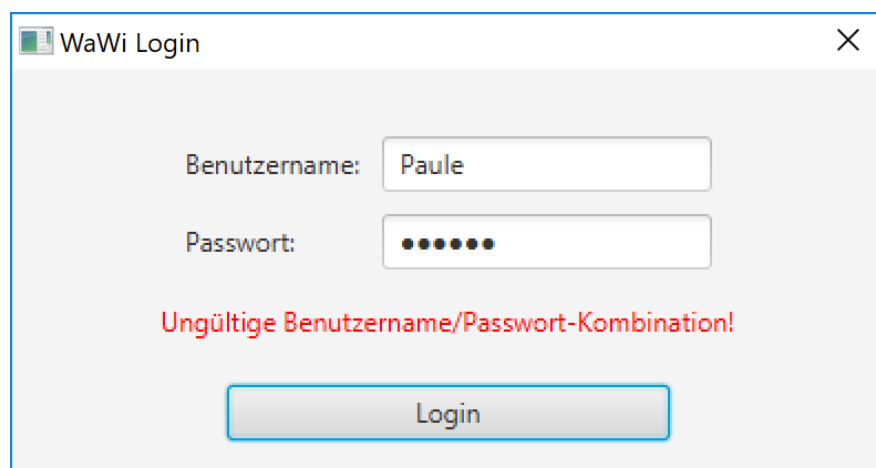 WaWi Login
Benutzername: Paule
Passwort: ●●●●●●
Ungültige Benutzername/Passwort-Kombination!
Login